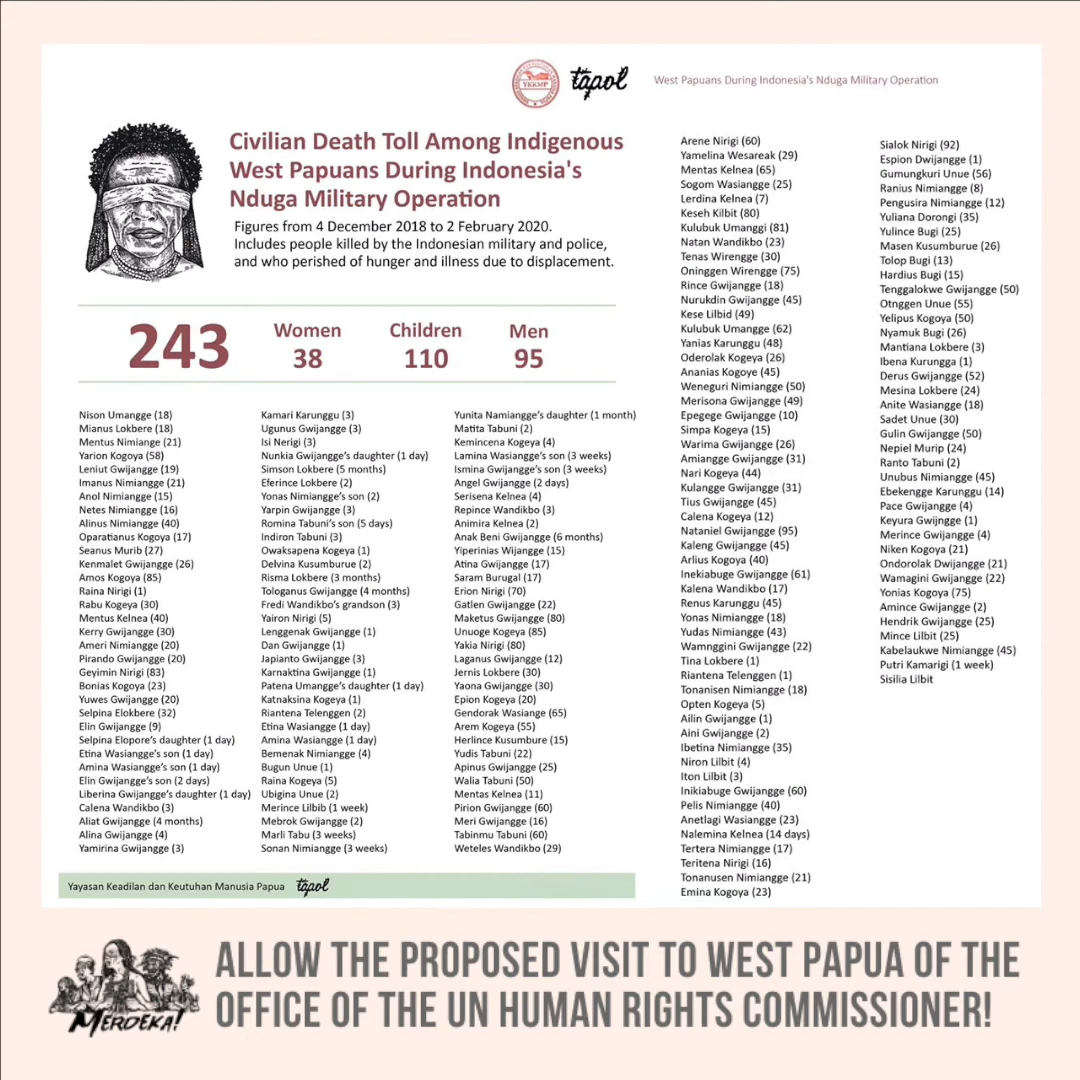 YKKMP
tapol
West Papuans During Indonesia's Nduga Military Operation
Civilian Death Toll Among Indigenous
West Papuans During Indonesia's
Nduga Military Operation
Figures from 4 December 2018 to 2 February 2020.
Includes people killed by the Indonesian military and police,
and who perished of hunger and illness due to displacement.
243
Women
38
Children
110
Men
95
Nison Umangge (18)
Mianus Lokbere (18)
Mentus Nimiange (21)
Yarion Kogoya (58)
Leniut Gwijangge (19)
Imanus Nimiangge (21)
Anol Nimiangge (15)
Netes Nimiangge (16)
Alinus Nimiangge (40)
Oparatianus Kogoya (17)
Seanus Murib (27)
Kenmalet Gwijangge (26)
Amos Kogoya (85)
Raina Nirigi (1)
Rabu Kogeya (30)
Mentus Kelnea (40)
Kerry Gwijangge (30)
Ameri Nimiangge (20)
Pirando Gwijangge (20)
Geyimin Nirigi (83)
Bonias Kogoya (23)
Yuwes Gwijangge (20)
Selpina Elokbere (32)
Elin Gwijangge (9)
Selpina Elopore's daughter (1 day)
Etina Wasiangge's son (1 day)
Amina Wasiangge's son (1 day)
Elin Gwijangge's son (2 days)
Liberina Gwijangge's daughter (1 day)
Calena Wandikbo (3)
Aliat Gwijangge (4 months)
Alina Gwijangge (4)
Yamirina Gwijangge (3)
Kamari Karunggu (3)
Ugunus Gwijangge (3)
Isi Nerigi (3)
Nunkia Gwijangge's daughter (1 day)
Simson Lokbere (5 months)
Eferince Lokbere (2)
Yonas Nimiangge's son (2)
Yarpin Gwijangge (3)
Romina Tabuni's son (5 days)
Indiron Tabuni (3)
Owaksapena Kogeya (1)
Delvina Kusumburue (2)
Risma Lokbere (3 months)
Tologanus Gwijangge (4 months)
Fredi Wandikbo's grandson (3)
Yairon Nirigi (5)
Lenggenak Gwijangge (1)
Dan Gwijangge (1)
Japianto Gwijangge (3)
Karnaktina Gwijangge (1)
Patena Umangge's daughter (1 day)
Katnaksina Kogeya (1)
Riantena Telenggen (2)
Etina Wasiangge (1 day)
Amina Wasiangge (1 day)
Bemenak Nimiangge (4)
Bugun Unue (1)
Raina Kogeya (5)
Ubigina Unue (2)
Merince Lilbib (1 week)
Mebrok Gwijangge (2)
Marli Tabu (3 weeks)
Sonan Nimiangge (3 weeks)
Yunita Namiangge's daughter (1 month)
Matita Tabuni (2)
Kemincena Kogeya (4)
Lamina Wasiangge's son (3 weeks)
Ismina Gwijangge's son (3 weeks)
Angel Gwijangge (2 days)
Serisena Kelnea (4)
Repince Wandikbo (3)
Animira Kelnea (2)
Anak Beni Gwijangge (6 months)
Yiperinias Wijangge (15)
Atina Gwijangge (17)
Saram Burugal (17)
Erion Nirigi (70)
Gatlen Gwijangge (22)
Maketus Gwijangge (80)
Unuoge Kogeya (85)
Yakia Nirigi (80)
Laganus Gwijangge (12)
Jernis Lokbere (30)
Yaona Gwijangge (30)
Epion Kogeya (20)
Gendorak Wasiange (65)
Arem Kogeya (55)
Herlince Kusumbure (15)
Yudis Tabuni (22)
Apinus Gwijangge (25)
Walia Tabuni (50)
Mentas Kelnea (11)
Pirion Gwijangge (60)
Meri Gwijangge (16)
Tabinmu Tabuni (60)
Weteles Wandikbo (29)
Arene Nirigi (60)
Yamelina Wesareak (29)
Mentas Kelnea (65)
Sogom Wasiangge (25)
Lerdina Kelnea (7)
Keseh Kilbit (80)
Kulubuk Umanggi (81)
Natan Wandikbo (23)
Tenas Wirengge (30)
Oninggen Wirengge (75)
Rince Gwijangge (18)
Nurukdin Gwijangge (45)
Kese Lilbid (49)
Kulubuk Umangge (62)
Yanias Karunggu (48)
Oderolak Kogeya (26)
Ananias Kogoye (45)
Weneguri Nimiangge (50)
Merisona Gwijangge (49)
Epegege Gwijangge (10)
Simpa Kogeya (15)
Warima Gwijangge (26)
Amiangge Gwijangge (31)
Nari Kogeya (44)
Kulangge Gwijangge (31)
Tius Gwijangge (45)
Calena Kogeya (12)
Nataniel Gwijangge (95)
Kaleng Gwijangge (45)
Arlius Kogoya (40)
Inekiabuge Gwijangge (61)
Kalena Wandikbo (17)
Renus Karunggu (45)
Yonas Nimiangge (18)
Yudas Nimiangge (43)
Wamnggini Gwijangge (22)
Tina Lokbere (1)
Riantena Telenggen (1)
Tonanisen Nimiangge (18)
Opten Kogeya (5)
Ailin Gwijangge (1)
Aini Gwijangge (2)
Ibetina Nimiangge (35)
Niron Lilbit (4)
Iton Lilbit (3)
Inikiabuge Gwijangge (60)
Pelis Nimiangge (40)
Anetlagi Wasiangge (23)
Nalemina Kelnea (14 days)
Tertera Nimiangge (17)
Teritena Nirigi (16)
Tonanusen Nimiangge (21)
Emina Kogoya (23)
Sialok Nirigi (92)
Espion Dwijangge (1)
Gumungkuri Unue (56)
Ranius Nimiangge (8)
Pengusira Nimiangge (12)
Yuliana Dorongi (35)
Yulince Bugi (25)
Masen Kusumburue (26)
Tolop Bugi (13)
Hardius Bugi (15)
Tenggalokwe Gwijangge (50)
Otnggen Unue (55)
Yelipus Kogoya (50)
Nyamuk Bugi (26)
Mantiana Lokbere (3)
Ibena Kurungga (1)
Derus Gwijangge (52)
Mesina Lokbere (24)
Anite Wasiangge (18)
Sadet Unue (30)
Gulin Gwijangge (50)
Nepiel Murip (24)
Ranto Tabuni (2)
Unubus Nimiangge (45)
Ebekengge Karunggu (14)
Pace Gwijangge (4)
Keyura Gwijngge (1)
Merince Gwijangge (4)
Niken Kogoya (21)
Ondorolak Dwijangge (21)
Wamagini Gwijangge (22)
Yonias Kogoya (75)
Amince Gwijangge (2)
Hendrik Gwijangge (25)
Mince Lilbit (25)
Kabelaukwe Nimiangge (45)
Putri Kamarigi (1 week)
Sisilia Lilbit
Yayasan Keadilan dan Keutuhan Manusia Papua tapol
MERDEKA!
ALLOW THE PROPOSED VISIT TO WEST PAPUA OF THE
OFFICE OF THE UN HUMAN RIGHTS COMMISSIONER!